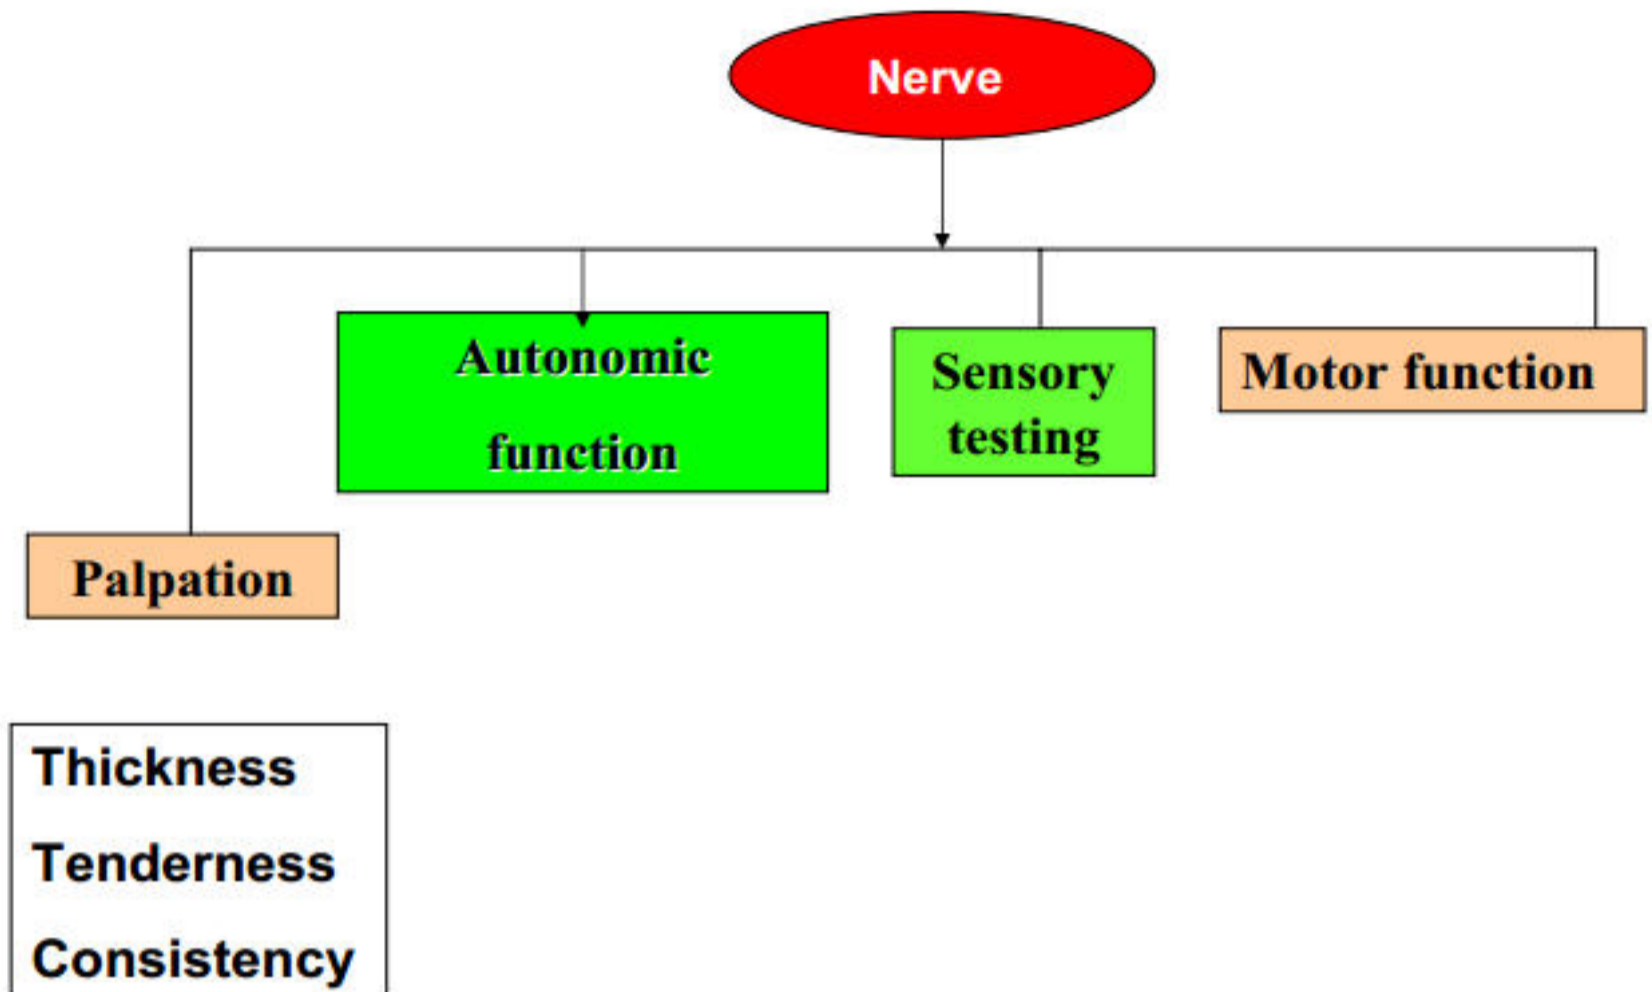 Nerve
Autonomic
function
Sensory
testing
Motor function
Palpation
Thickness
Tenderness
Consistency